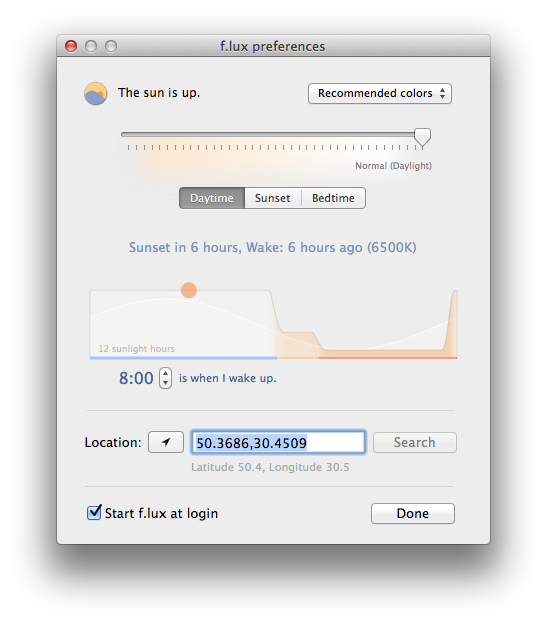 f.lux preferences
The sun is up.
Recommended colors
Normal (Daylight)
Daytime Sunset Bedtime
Sunset in 6 hours, Wake: 6 hours ago (6500K)
12 sunlight hours
8:00 is when I wake up.
Location: 50.3686,30.4509 Search
Latitude 50.4, Longitude 30.5
Start f.lux at login
Done